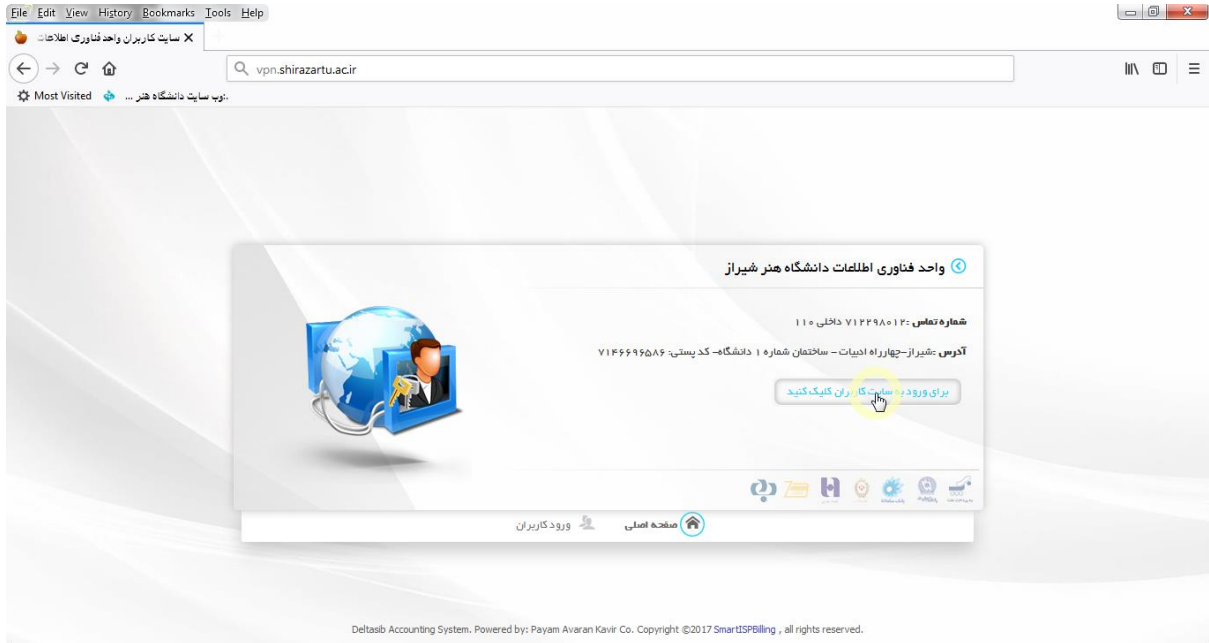 File Edit View History Bookmarks Tools Help
سایت کاربران واحد فناوری اطلاعات
vpn.shirazartu.ac.ir
Most Visited
وب سایت دانشگاه هنر ...
واحد فناوری اطلاعات دانشگاه هنر شیراز
شماره تماس :۷۱۲۲۹۸۰۱۲ داخلی ۱۱۰
آدرس :شیراز-چهارراه ادبیات – ساختمان شماره ۱ دانشگاه- کد پستی: ۷۱۴۶۶۹۶۵۸۶
برای ورود به سایت کاربران کلیک کنید
صفحه اصلی
ورود کاربران
Deltasib Accounting System. Powered by: Payam Avaran Kavir Co. Copyright ©2017 SmartISPBilling , all rights reserved.